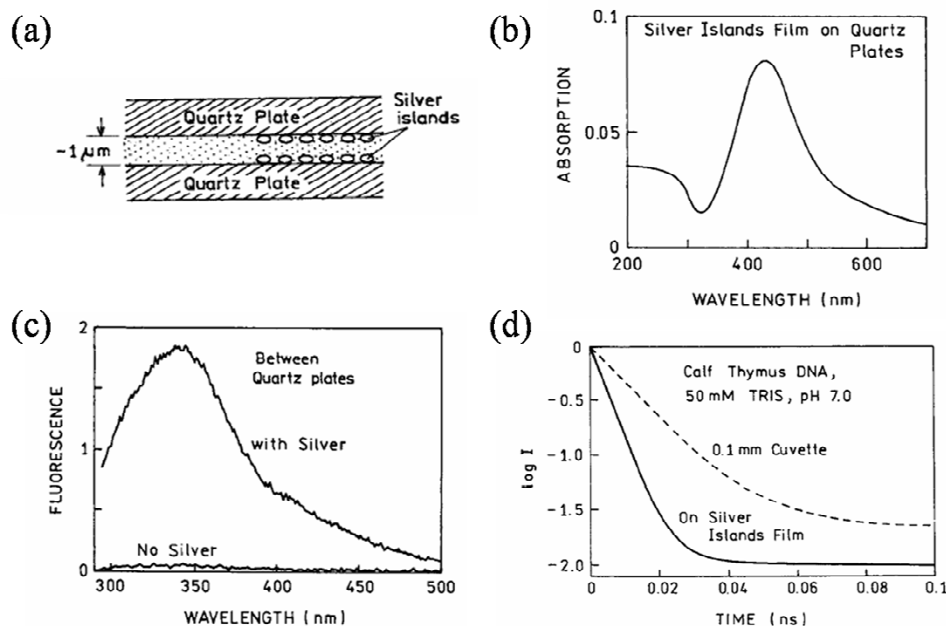 (a)
Quartz Plate
Silver
islands
~1 μm
Quartz Plate
(b)
Silver Islands Film on Quartz
Plates
0.1
0.05
0
ABSORPTION
200
400
600
WAVELENGTH (nm)
(c)
2
1
0
FLUORESCENCE
Between
Quartz plates
with Silver
No Silver
300
350
400
450
500
WAVELENGTH (nm)
(d)
0
-0.5
-1.0
-1.5
-2.0
log I
Calf Thymus DNA,
50 mM TRIS, pH 7.0
0.1 mm Cuvette
On Silver
Islands Film
0
0.02
0.04
0.06
0.08
0.1
TIME (ns)